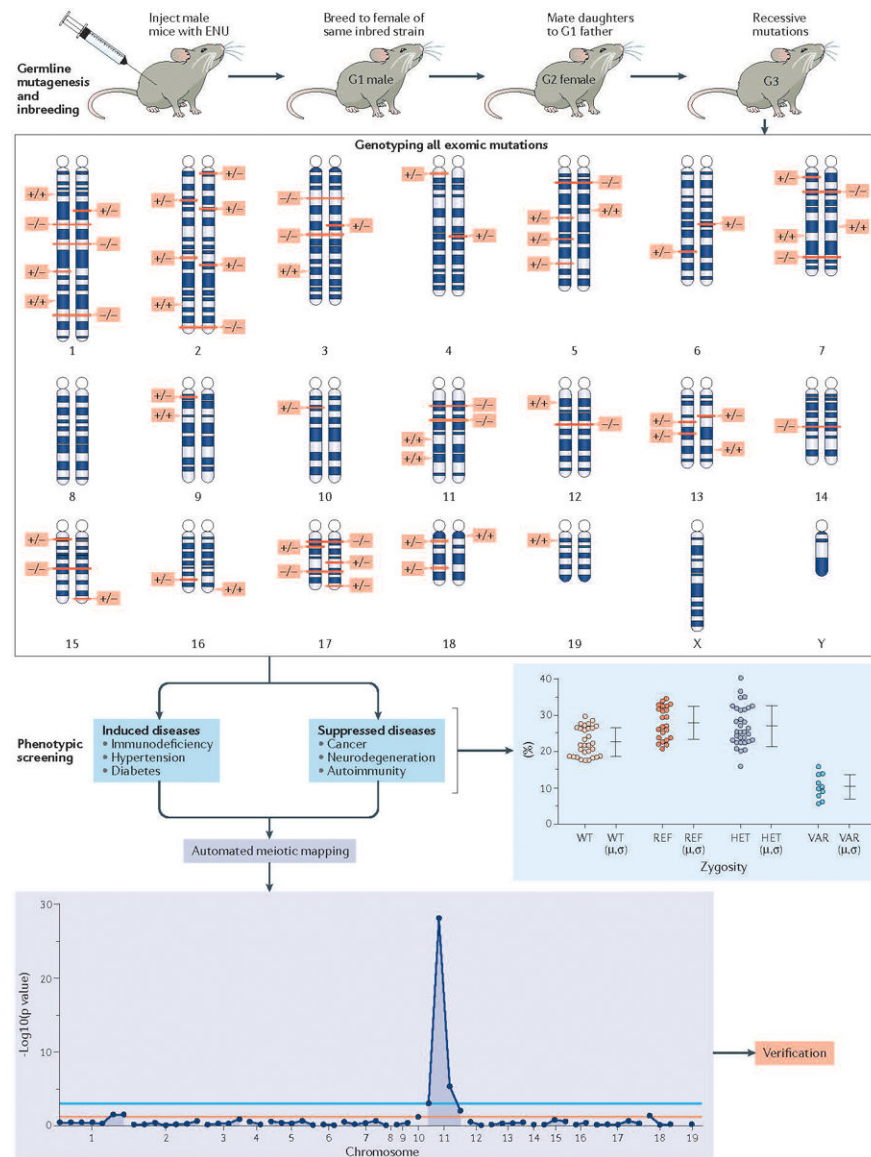 Inject male
mice with ENU
Breed to female of
same inbred strain
Mate daughters
to G1 father
Recessive
mutations
Germline
mutagenesis
and
inbreeding
G1 male
G2 female
G3
Genotyping all exomic mutations
+/+
+/–
–/–
–/–
+/–
+/+
–/–
1
+/–
+/–
+/–
+/–
+/–
+/+
–/–
2
–/–
+/–
–/–
+/+
3
+/–
+/–
4
–/–
+/+
+/–
+/–
+/–
5
+/–
+/–
6
+/–
–/–
+/+
+/+
–/–
7
8
+/–
+/+
9
+/–
10
–/–
–/–
+/+
+/+
11
+/+
–/–
12
+/–
+/–
+/–
+/+
13
–/–
14
+/–
–/–
+/–
15
+/–
+/+
16
–/–
+/–
+/–
–/–
+/–
17
+/+
+/–
+/–
18
+/+
19
X
Y
Phenotypic
screening
Induced diseases
• Immunodeficiency
• Hypertension
• Diabetes
Suppressed diseases
• Cancer
• Neurodegeneration
• Autoimmunity
(%)
40
30
20
10
0
WT
WT
(μ,σ)
REF
REF
(μ,σ)
HET
HET
(μ,σ)
VAR
VAR
(μ,σ)
Zygosity
Automated meiotic mapping
-Log10(p value)
30
20
10
0
1 2 3 4 5 6 7 8 9 10 11 12 13 14 15 16 17 18 19
Chromosome
Verification